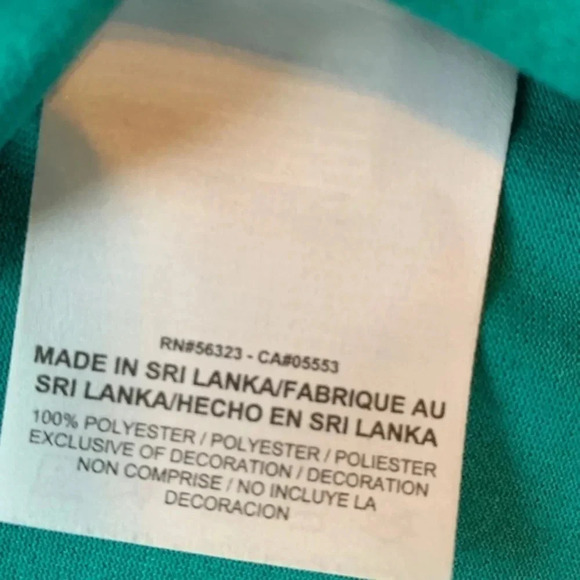 RN#56323 - CA#05553
MADE IN SRI LANKA/FABRIQUE AU
SRI LANKA/HECHO EN SRI LANKA
100% POLYESTER / POLYESTER / POLIESTER
EXCLUSIVE OF DECORATION / DECORATION
NON COMPRISE / NO INCLUYE LA
DECORACION